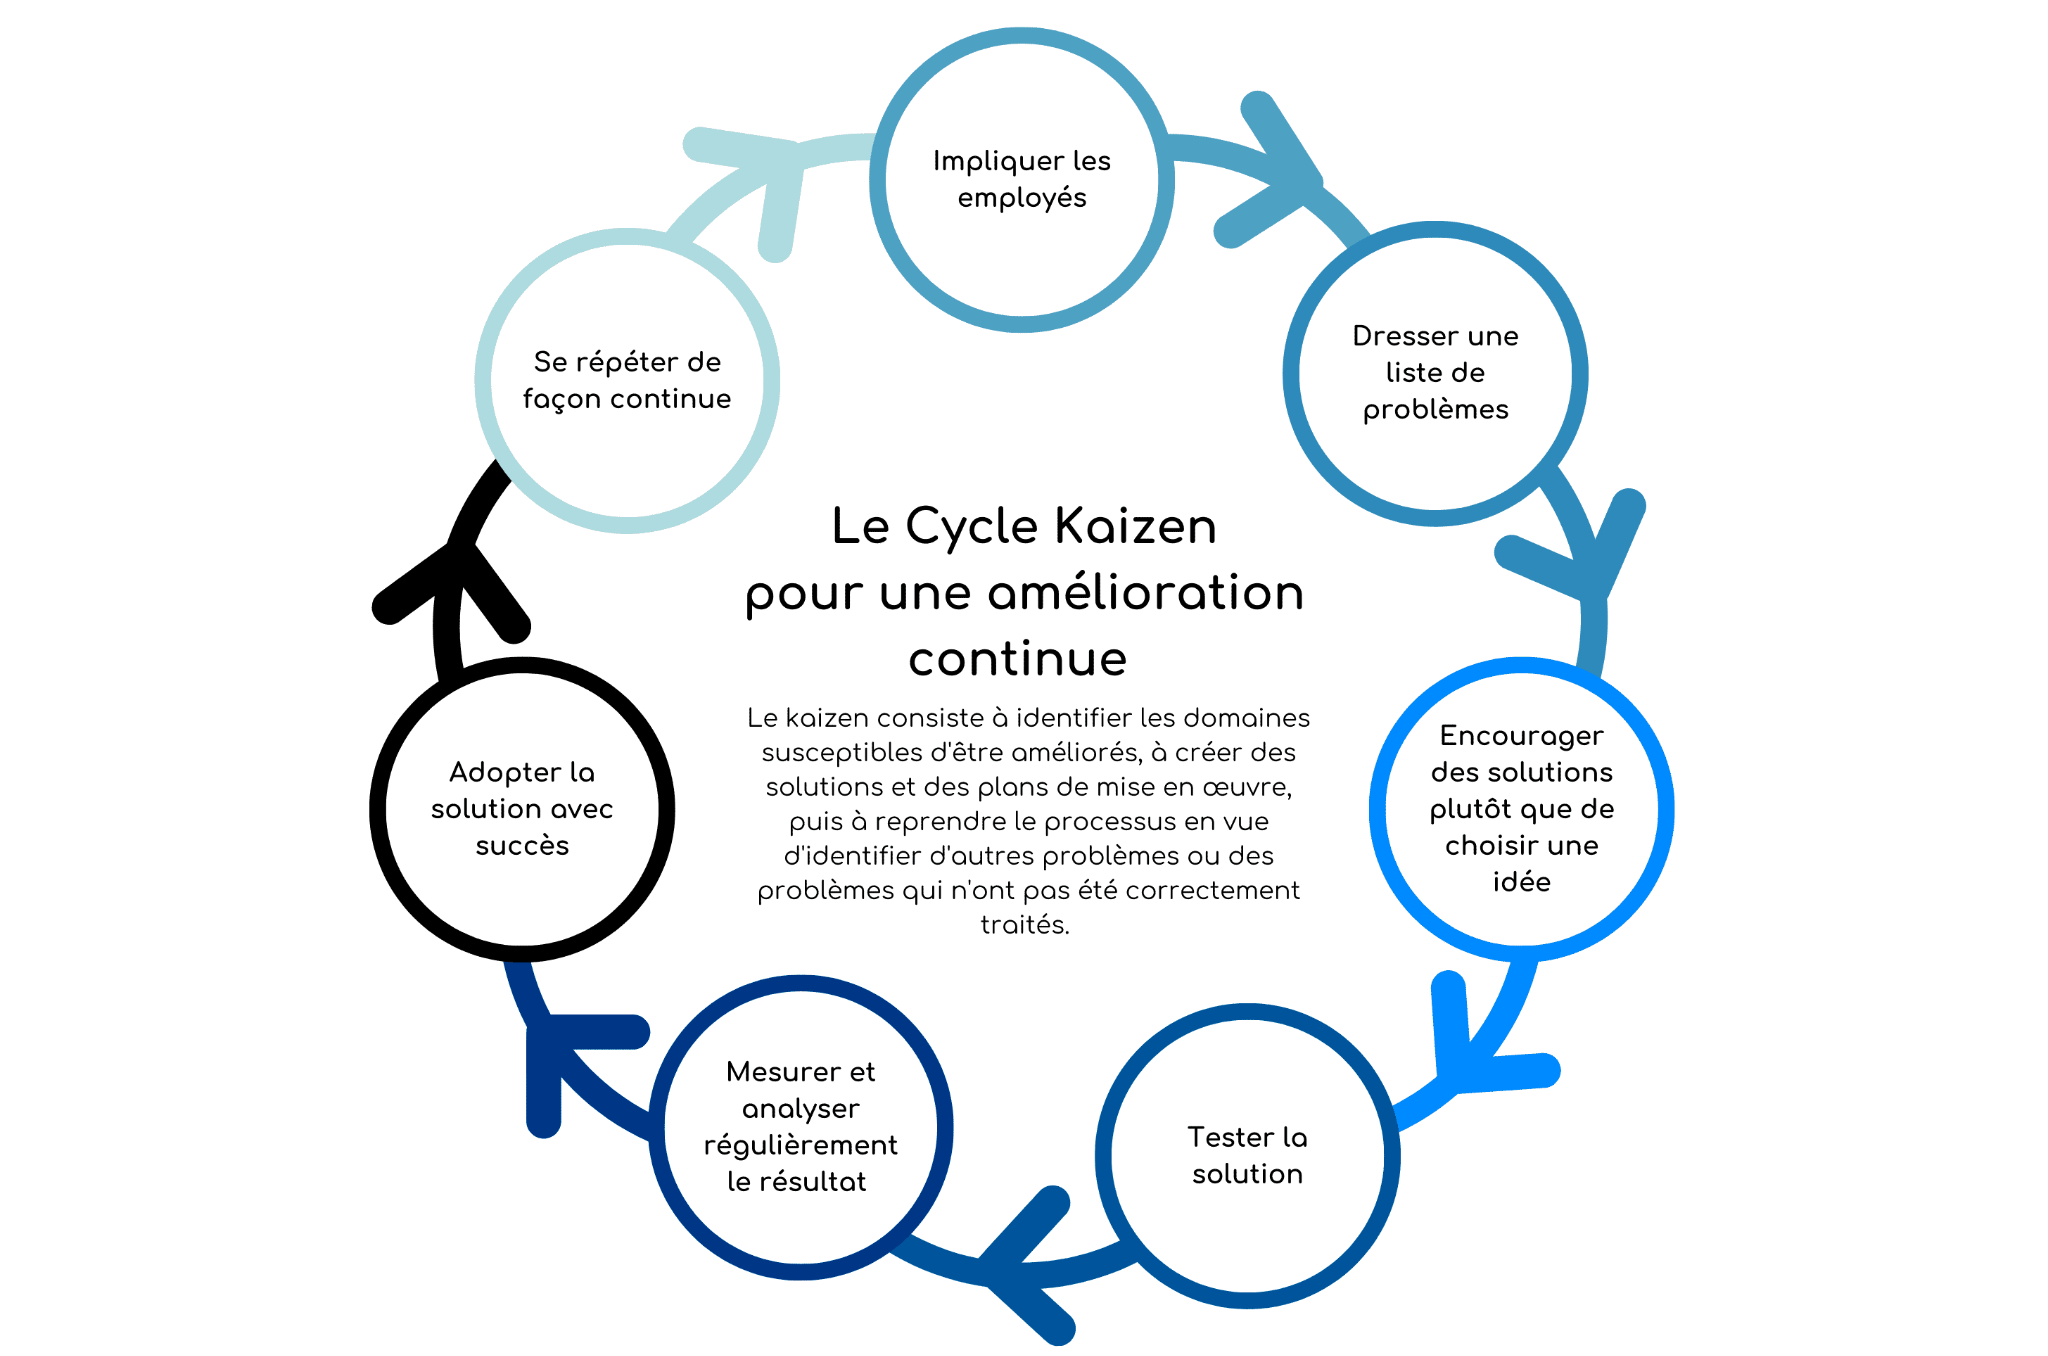 Impliquer les
employés
Dresser une
liste de
problèmes
Encourager
des solutions
plutôt que de
choisir une
idée
Tester la
solution
Mesurer et
analyser
régulièrement
le résultat
Adopter la
solution avec
succès
Se répéter de
façon continue
Le Cycle Kaizen
pour une amélioration
continue
Le kaizen consiste à identifier les domaines
susceptibles d'être améliorés, à créer des
solutions et des plans de mise en œuvre,
puis à reprendre le processus en vue
d'identifier d'autres problèmes ou des
problèmes qui n'ont pas été correctement
traités.